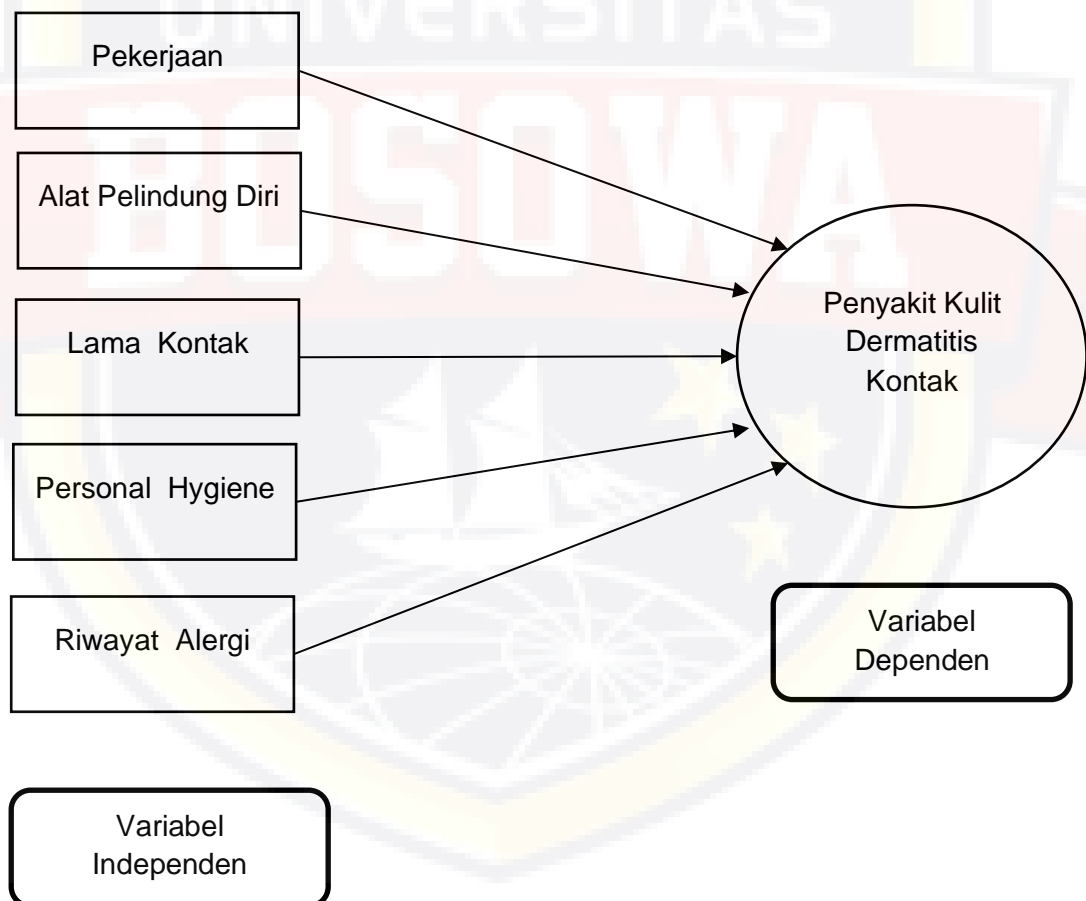 UNIVERSITAS
BOSOWA
Pekerjaan
Alat Pelindung Diri
Lama Kontak
Personal Hygiene
Riwayat Alergi
Penyakit Kulit
Dermatitis
Kontak
Variabel
Dependen
Variabel
Independen